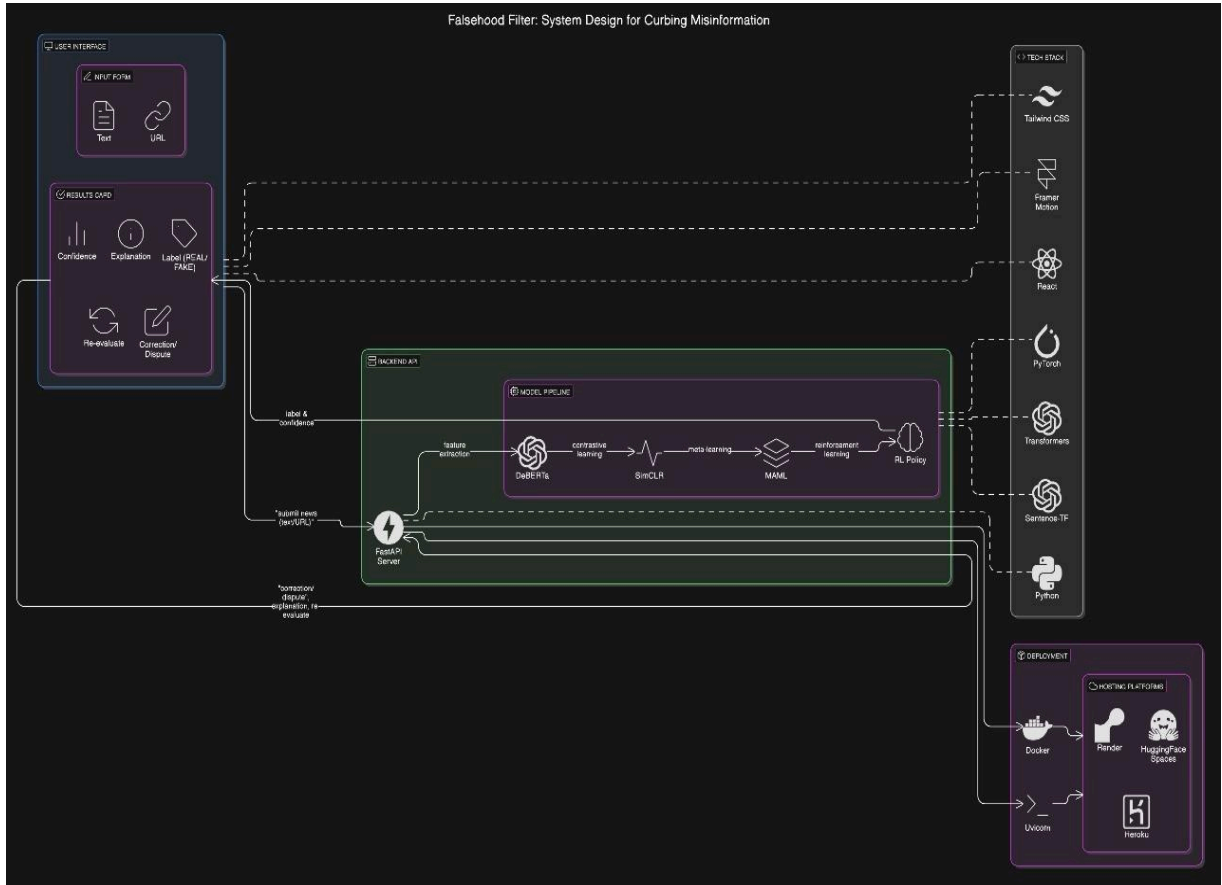 Falsehood Filter: System Design for Curbing Misinformation
USER INTERFACE
INPUT FORM
Text
URL
RESULTS CARD
Confidence
Explanation
Label (REAL/
FAKE)
Re-evaluate
Correction/
Dispute
TECH STACK
Tailwind CSS
Framer
Motion
React
PyTorch
Transformers
Python
BACKEND API
MODEL PIPELINE
label &
confidence
feature
extraction
DeBERTa
contrastive
learning
SimCLR
meta-learning
MAML
reinforcement
learning
RL Policy
"submit news
(text/URL)"
FastAPI
Server
"correction/
dispute",
explanation, re
evaluate
DEPLOYMENT
HOSTING PLATFORMS
Docker
Render
HuggingFace
Spaces
Uvicorn
Heroku